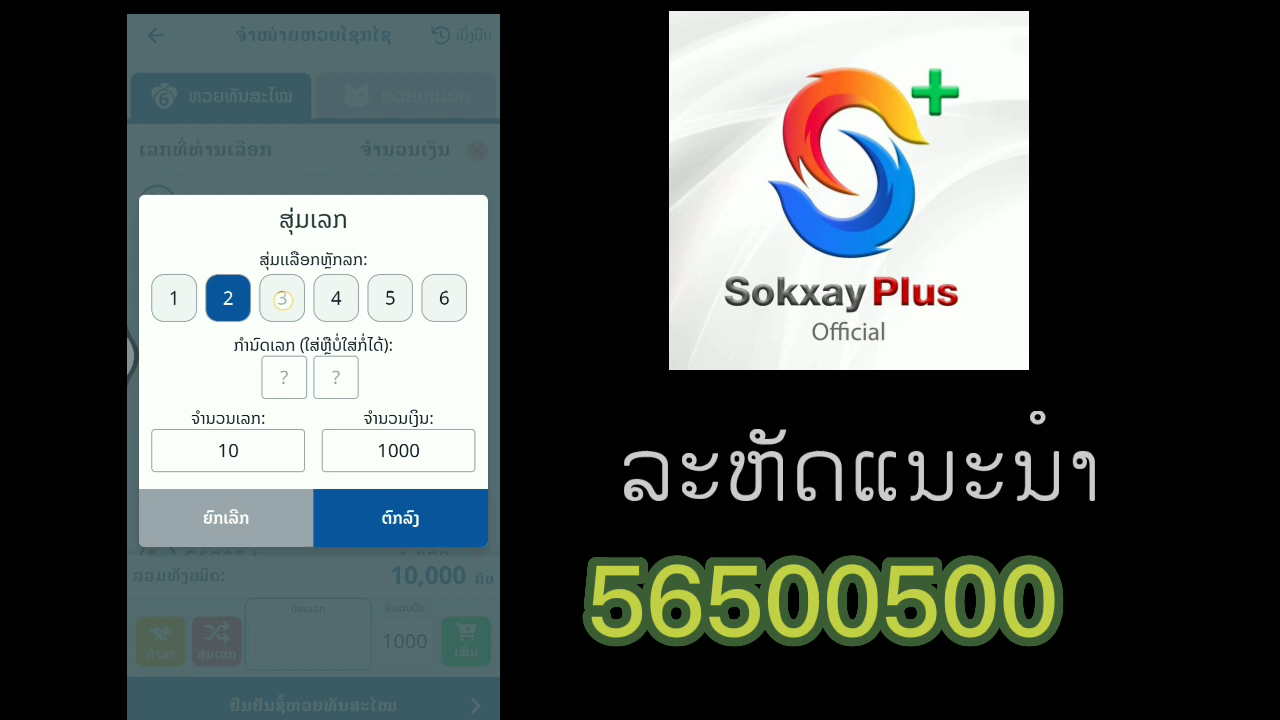 ຈຳໜ່າຍຫວຍໂຊກໄຊ
ເມື່ອຄືນ
ຫວຍທັນສະໄໝ
ເລກທີ່ທ່ານເລືອກ ຈຳນວນເງິນ
ສຸ່ມເລກ
ສຸ່ມແລືອກຫຼັກລກ:
1 2 3 4 5 6
ກຳນົດເລກ (ໃສ່ຫຼືບໍ່ໃສ່ກໍ່ໄດ້):
? ?
ຈຳນວນເລກ: ຈຳນວນເງິນ:
10 1000
ຍົກເລີກ ຕົກລົງ
ລວມທັງໝົດ: 10,000 ກີບ
ປ້ອນເລກ ຈຳນວນເງິນ
1000
ຕຳລາ ສຸ່ມເລກ ເພີ່ມ
ຢືນຢັນຊື້ຫວຍທັນສະໄໝ
Sokxay Plus
Official
ລະຫັດແນະນຳ
56500500